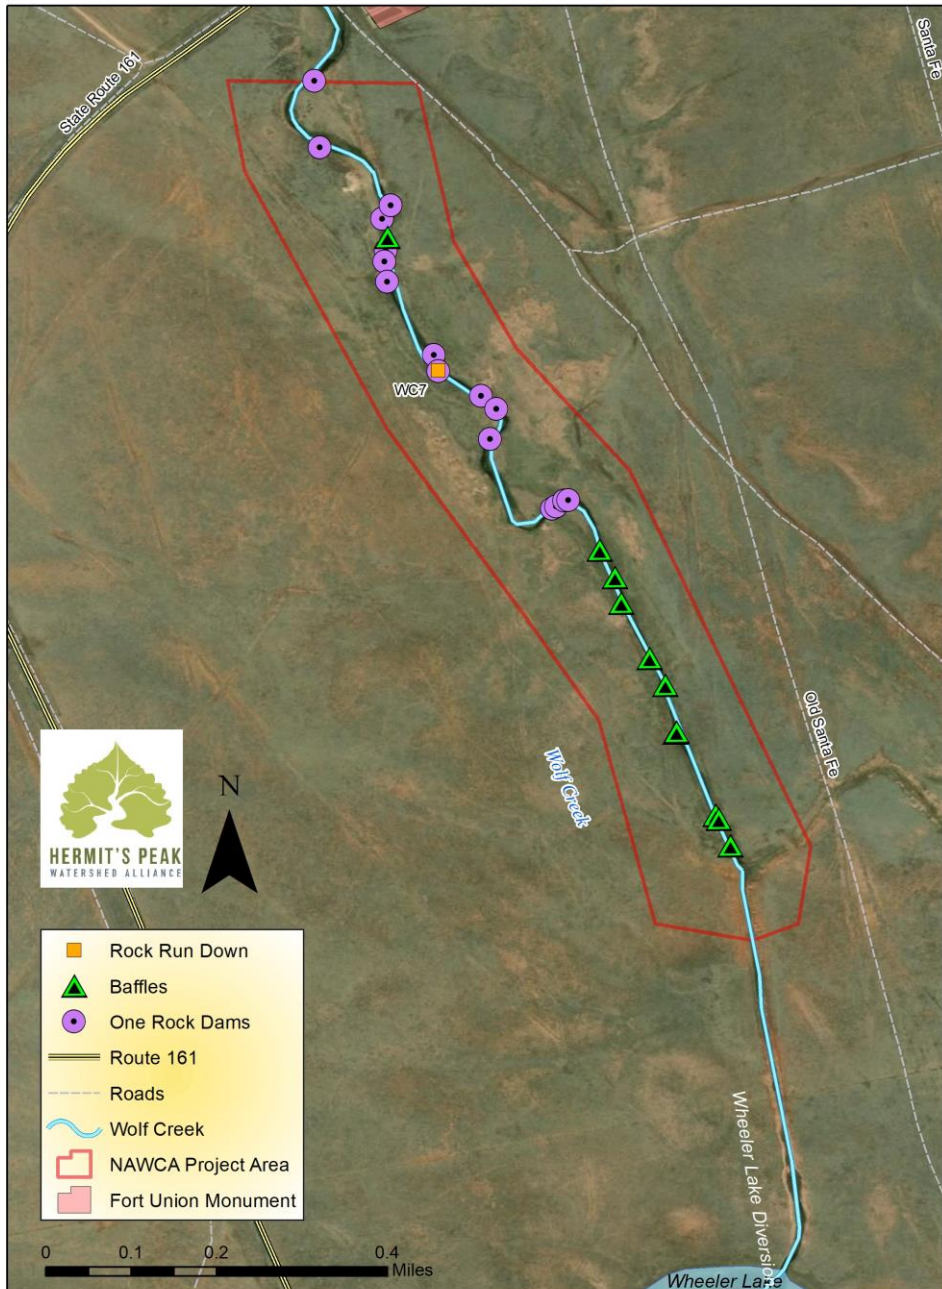 State Route 161
Santa Fe
WC7
Old Santa Fe
Wolf Creek
HERMIT'S PEAK
WATERSHED ALLIANCE
N
Rock Run Down
Baffles
One Rock Dams
Route 161
Roads
Wolf Creek
NAWCA Project Area
Fort Union Monument
0 0.1 0.2 0.4
Miles
Wheeler Lake Diversion
Wheeler Lake